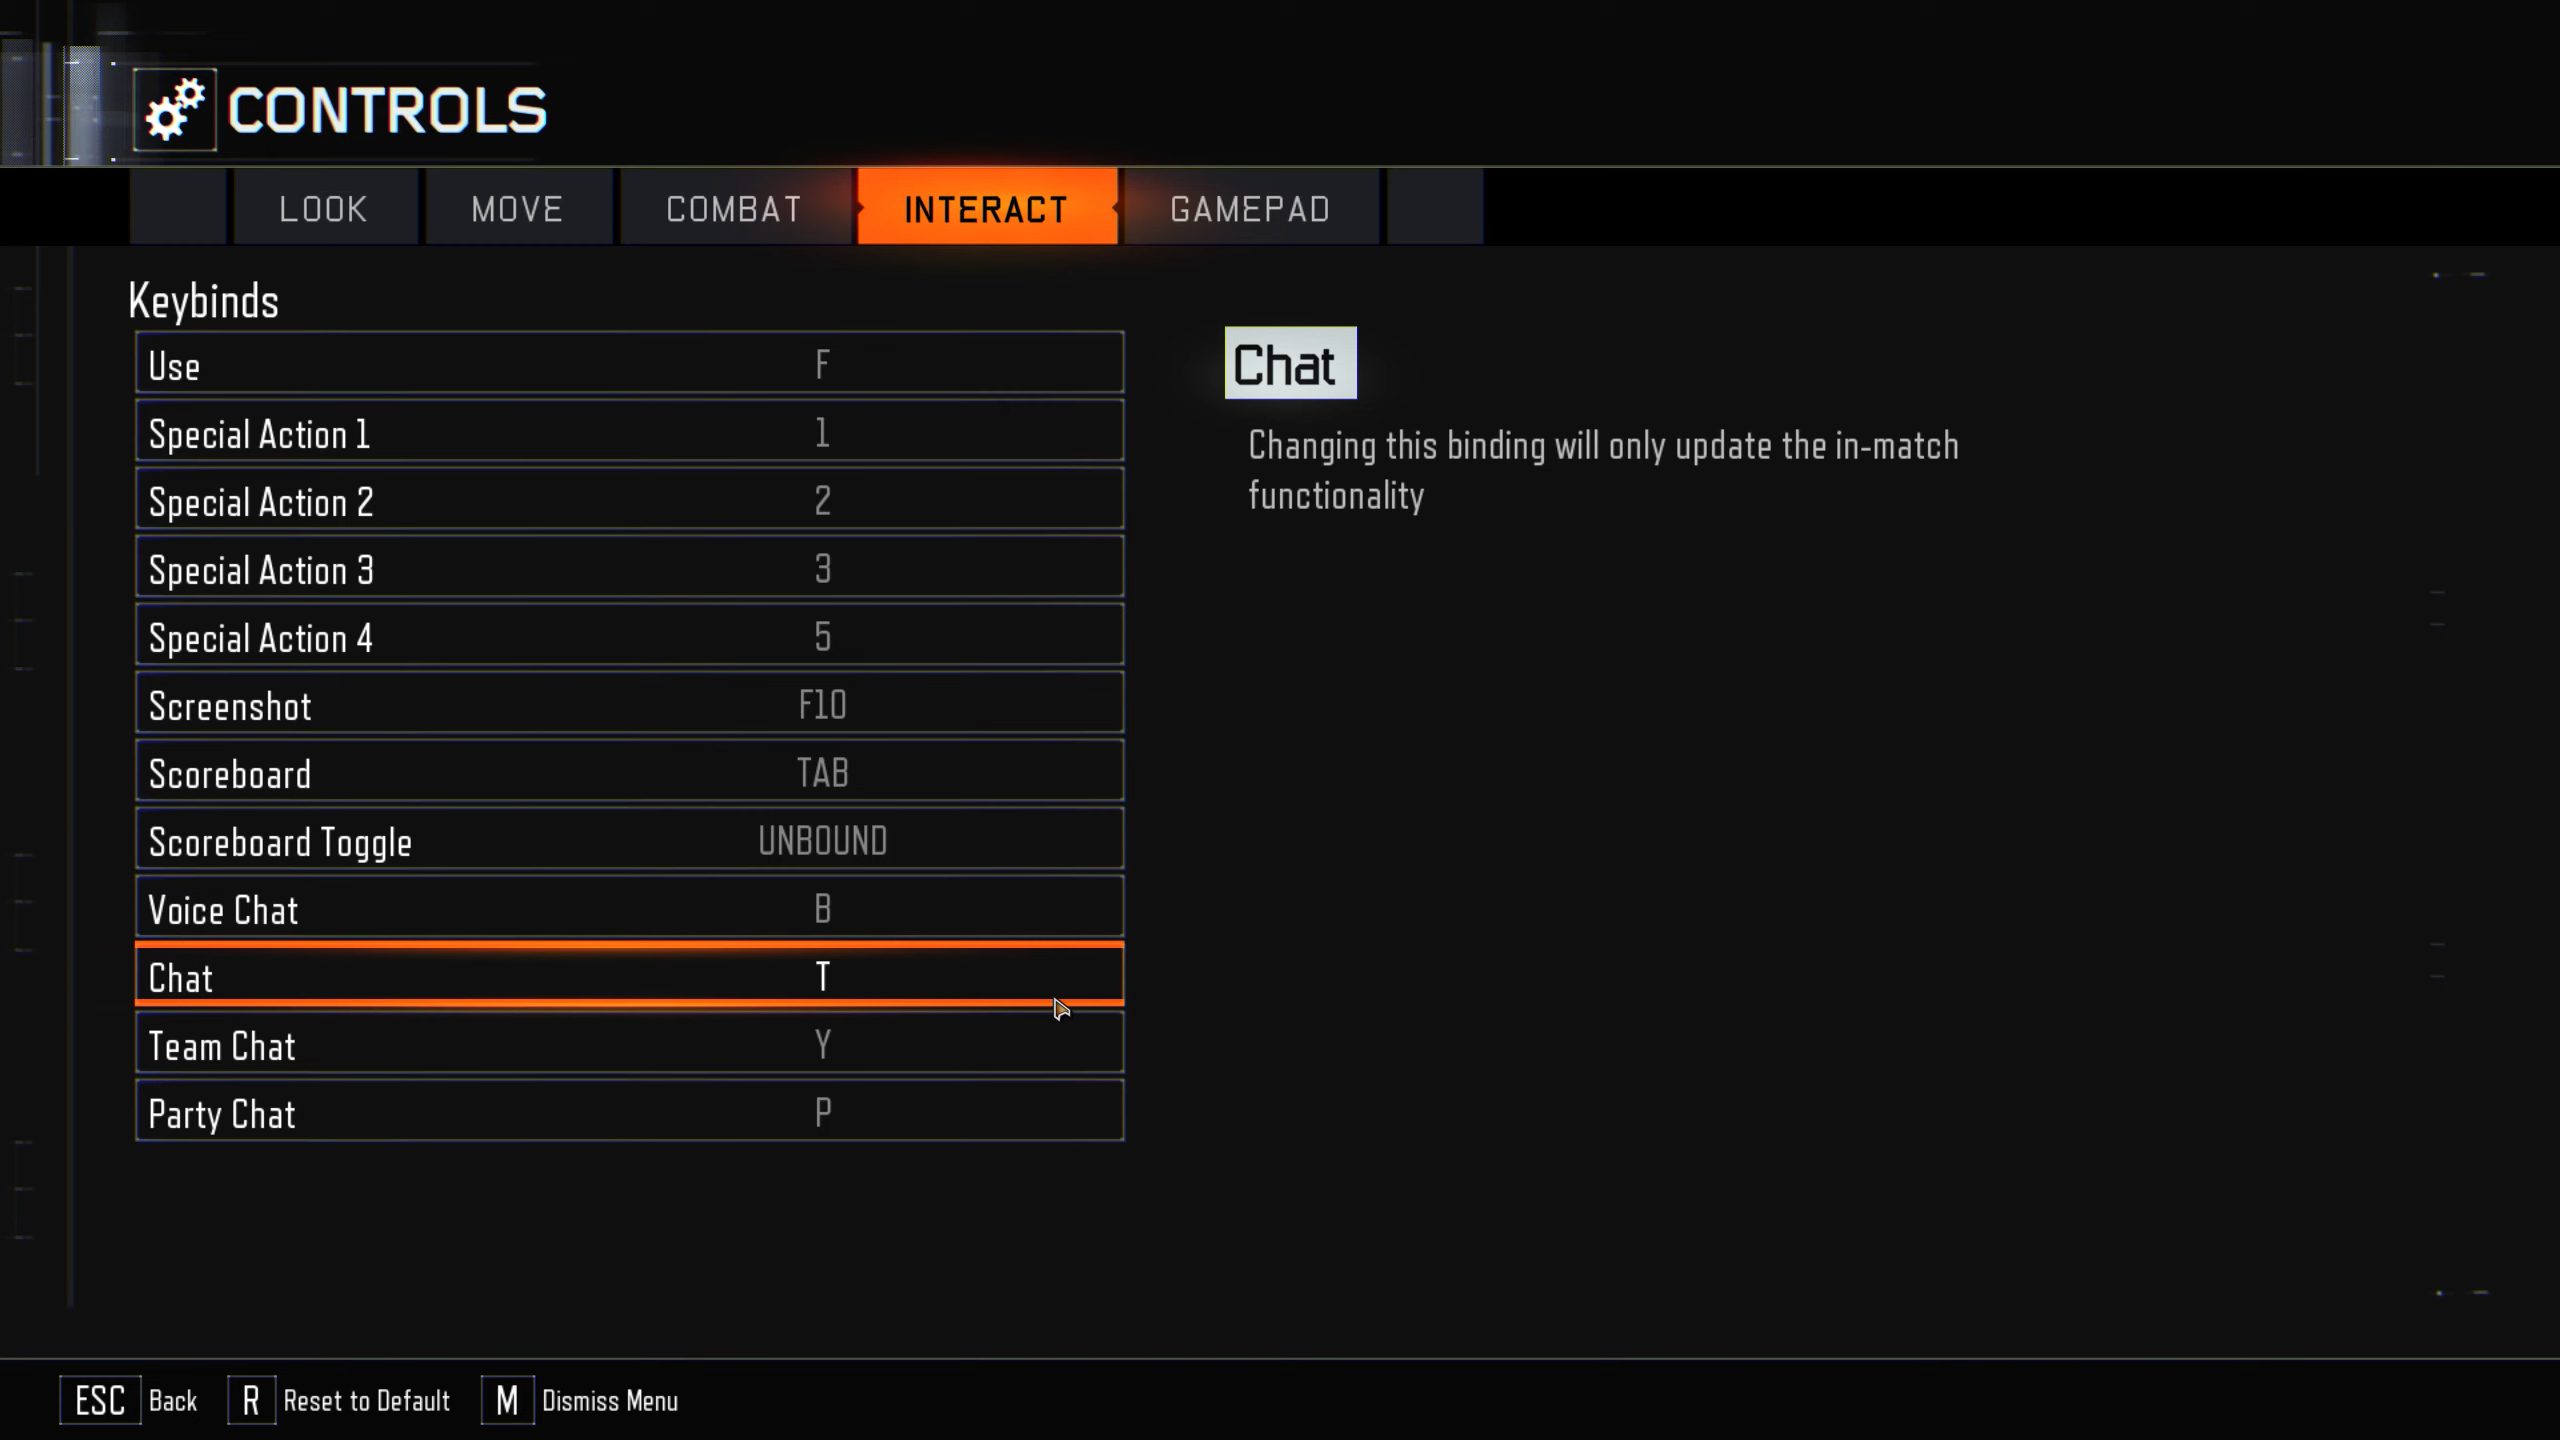 CONTROLS
LOOK MOVE COMBAT INTERACT GAMEPAD
Keybinds
Use F
Special Action 1 1
Special Action 2 2
Special Action 3 3
Special Action 4 5
Screenshot F10
Scoreboard TAB
Scoreboard Toggle UNBOUND
Voice Chat B
Chat T
Team Chat Y
Party Chat P
Chat
Changing this binding will only update the in-match
functionality
ESC Back R Reset to Default M Dismiss Menu